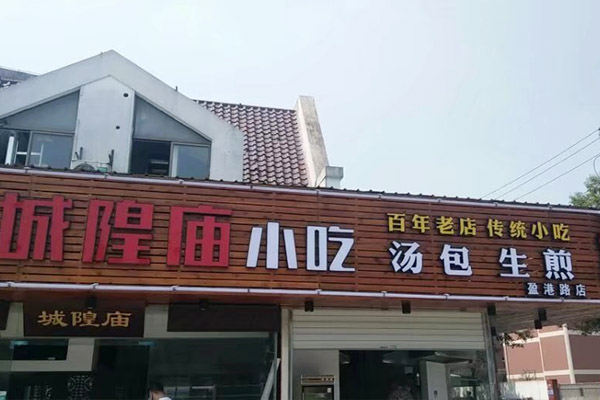 城隍庙小吃
百年老店 传统小吃
汤包 生煎
盈港路店
城隍庙